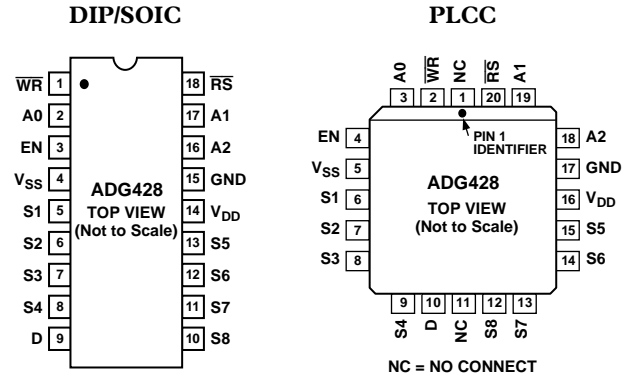 DIP/SOIC
W̅R̅ 1 18 R̅S̅
A0 2 17 A1
EN 3 16 A2
VSS 4 15 GND
S1 5 14 VDD
S2 6 13 S5
S3 7 12 S6
S4 8 11 S7
D 9 10 S8
ADG428
TOP VIEW
(Not to Scale)
PLCC
A0 W̅R̅ NC R̅S̅ A1
3 2 1 20 19
PIN 1
IDENTIFIER
EN 4 18 A2
VSS 5 17 GND
S1 6 16 VDD
S2 7 15 S5
S3 8 14 S6
ADG428
TOP VIEW
(Not to Scale)
9 10 11 12 13
S4 D NC S8 S7
NC = NO CONNECT